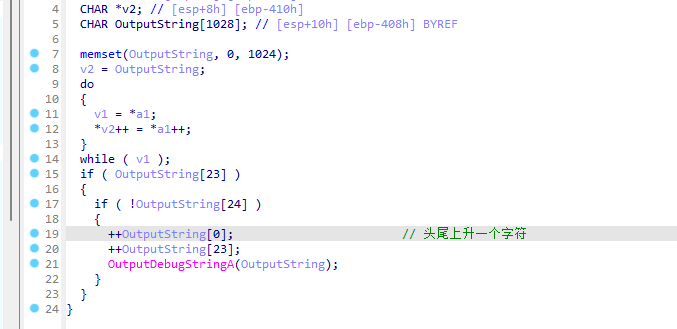 4 CHAR *v2; // [esp+8h] [ebp-410h]
5 CHAR OutputString[1028]; // [esp+10h] [ebp-408h] BYREF
6
7 memset(OutputString, 0, 1024);
8 v2 = OutputString;
9 do
10 {
11 v1 = *a1;
12 *v2++ = *a1++;
13 }
14 while ( v1 );
15 if ( OutputString[23] )
16 {
17 if ( !OutputString[24] )
18 {
19 ++OutputString[0]; // 头尾上升一个字符
20 ++OutputString[23];
21 OutputDebugStringA(OutputString);
22 }
23 }
24 }